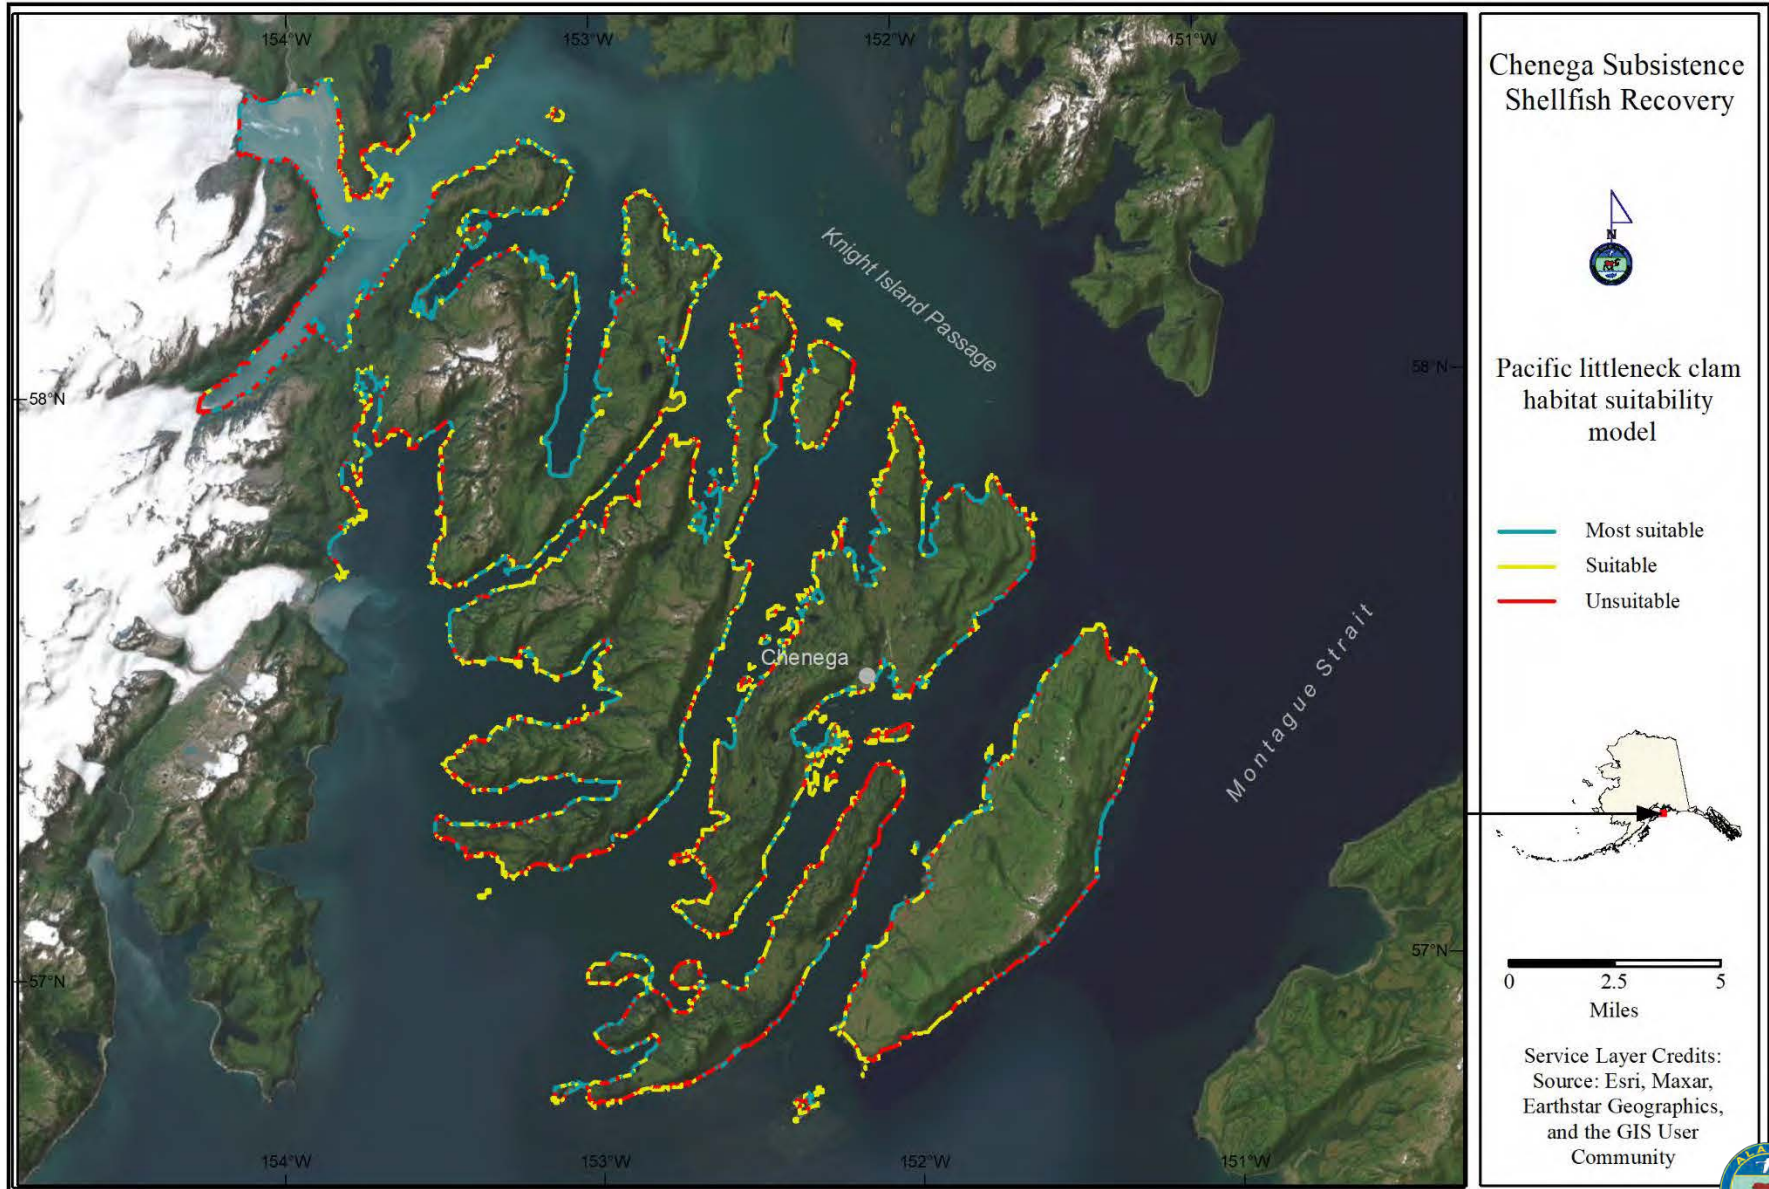 154°W
153°W
152°W
151°W
Knight Island Passage
58°N
58°N
Chenega
Montague Strait
57°N
57°N
154°W
153°W
152°W
151°W
Chenega Subsistence
Shellfish Recovery
N
Pacific littleneck clam
habitat suitability
model
Most suitable
Suitable
Unsuitable
0 2.5 5
Miles
Service Layer Credits:
Source: Esri, Maxar,
Earthstar Geographics,
and the GIS User
Community